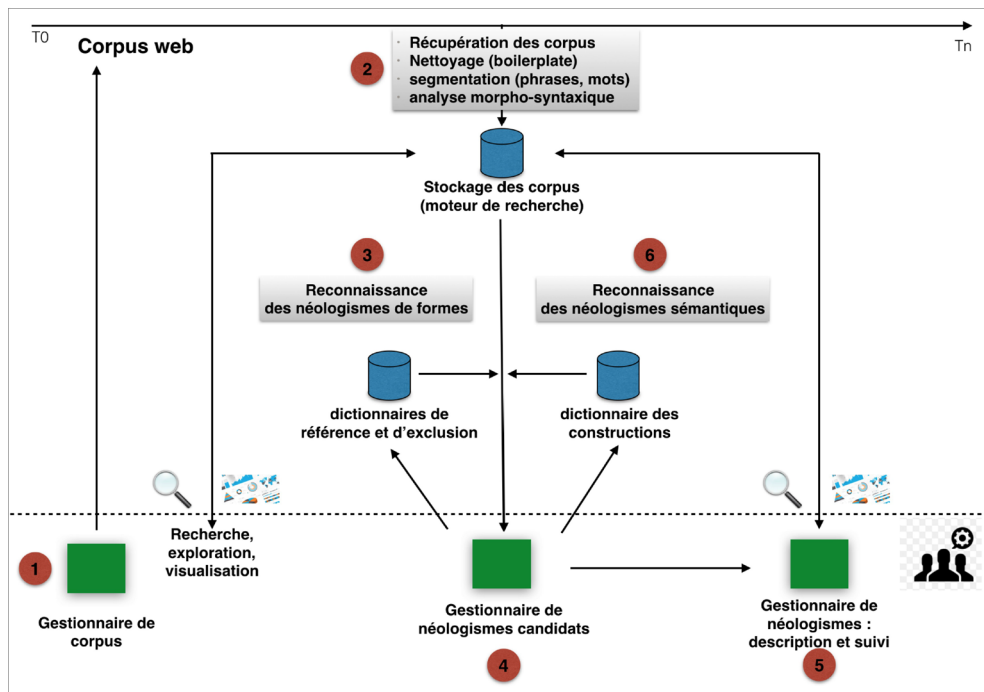 T0
Tn
Corpus web
2
· Récupération des corpus
· Nettoyage (boilerplate)
· segmentation (phrases, mots)
· analyse morpho-syntaxique
Stockage des corpus
(moteur de recherche)
3
Reconnaissance
des néologismes de formes
6
Reconnaissance
des néologismes sémantiques
dictionnaires de
référence et d'exclusion
dictionnaire des
constructions
Recherche,
exploration,
visualisation
1
Gestionnaire de
corpus
Gestionnaire de
néologismes candidats
4
Gestionnaire de
néologismes :
description et suivi
5